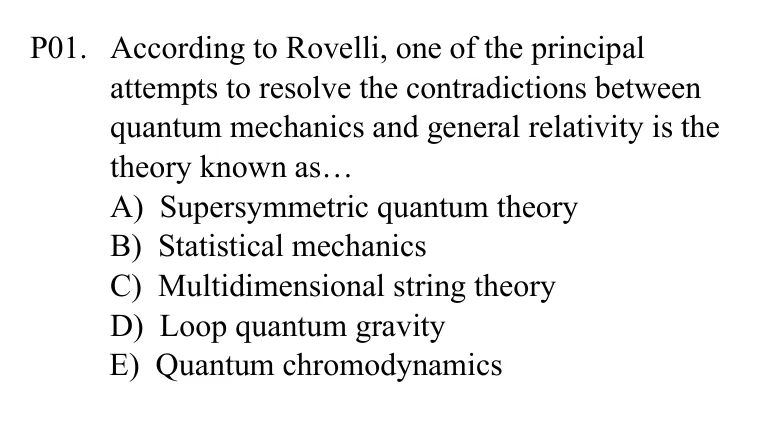 P01. According to Rovelli, one of the principal
attempts to resolve the contradictions between
quantum mechanics and general relativity is the
theory known as…
A) Supersymmetric quantum theory
B) Statistical mechanics
C) Multidimensional string theory
D) Loop quantum gravity
E) Quantum chromodynamics